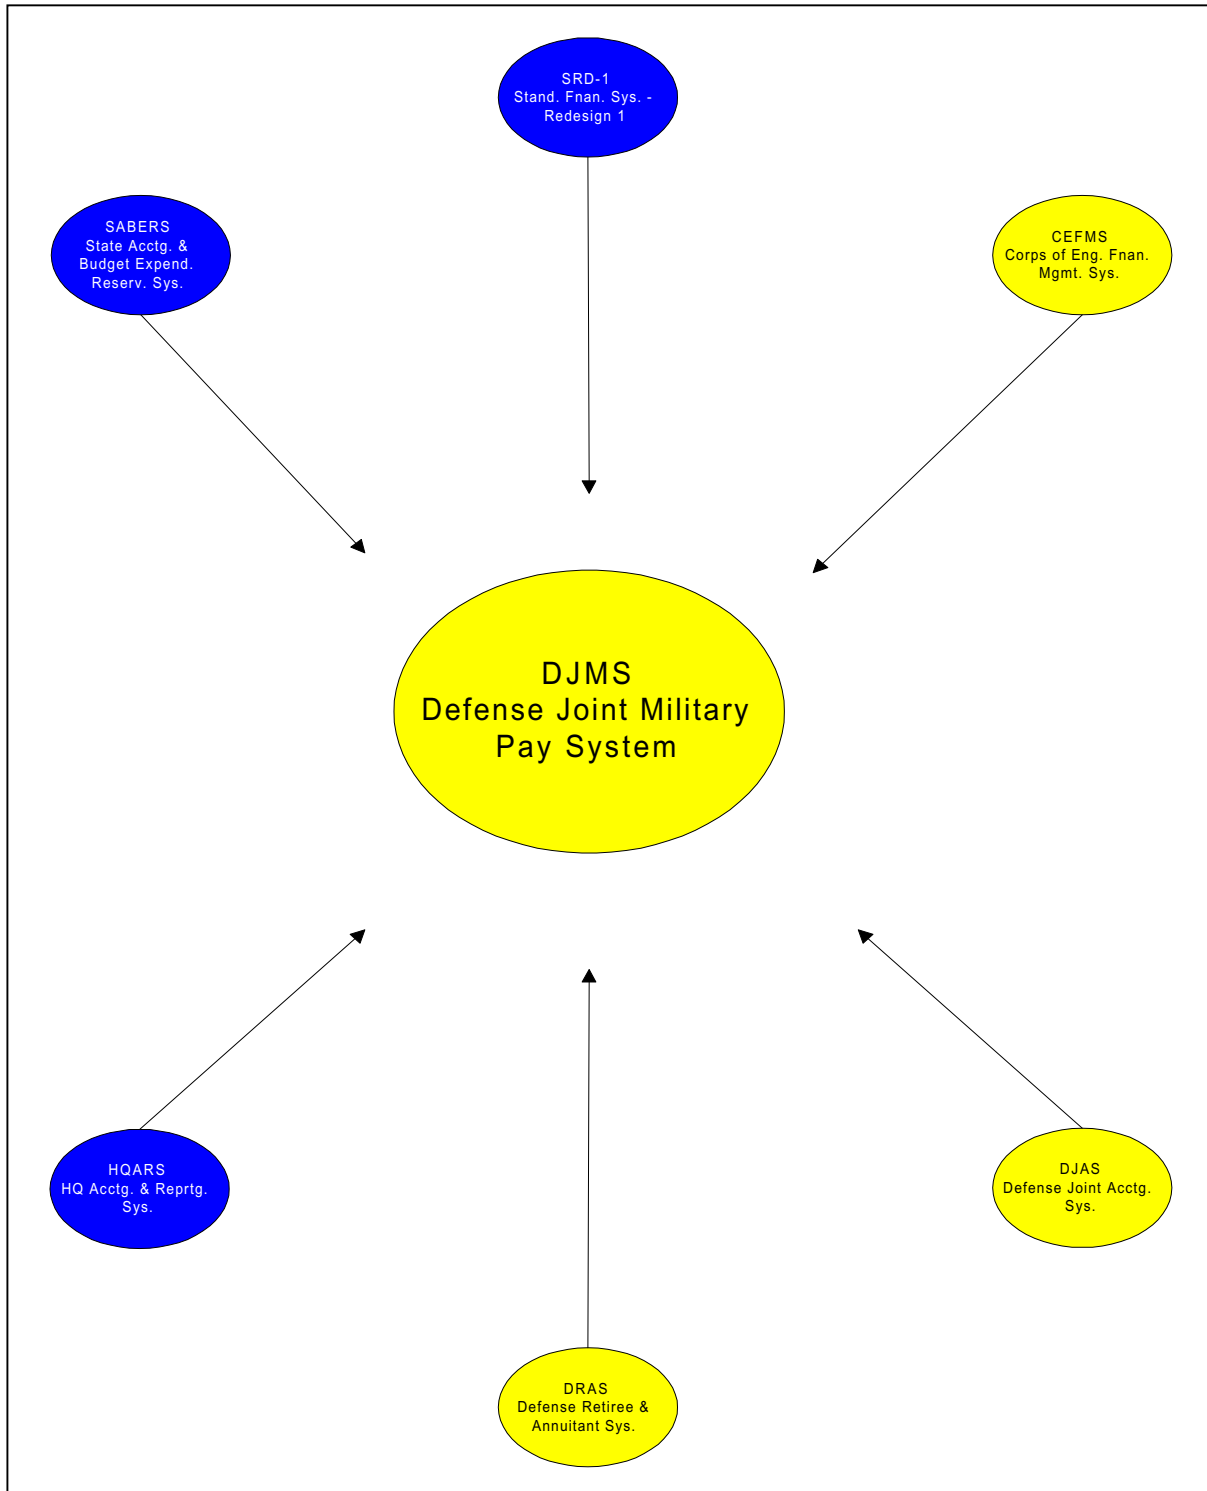 SRD-1
Stand. Fnan. Sys. -
Redesign 1
SABERS
State Acctg. &
Budget Expend.
Reserv. Sys.
CEFMS
Corps of Eng. Fnan.
Mgmt. Sys.
DJMS
Defense Joint Military
Pay System
HQARS
HQ Acctg. & Reprtg.
Sys.
DJAS
Defense Joint Acctg.
Sys.
DRAS
Defense Retiree &
Annuitant Sys.